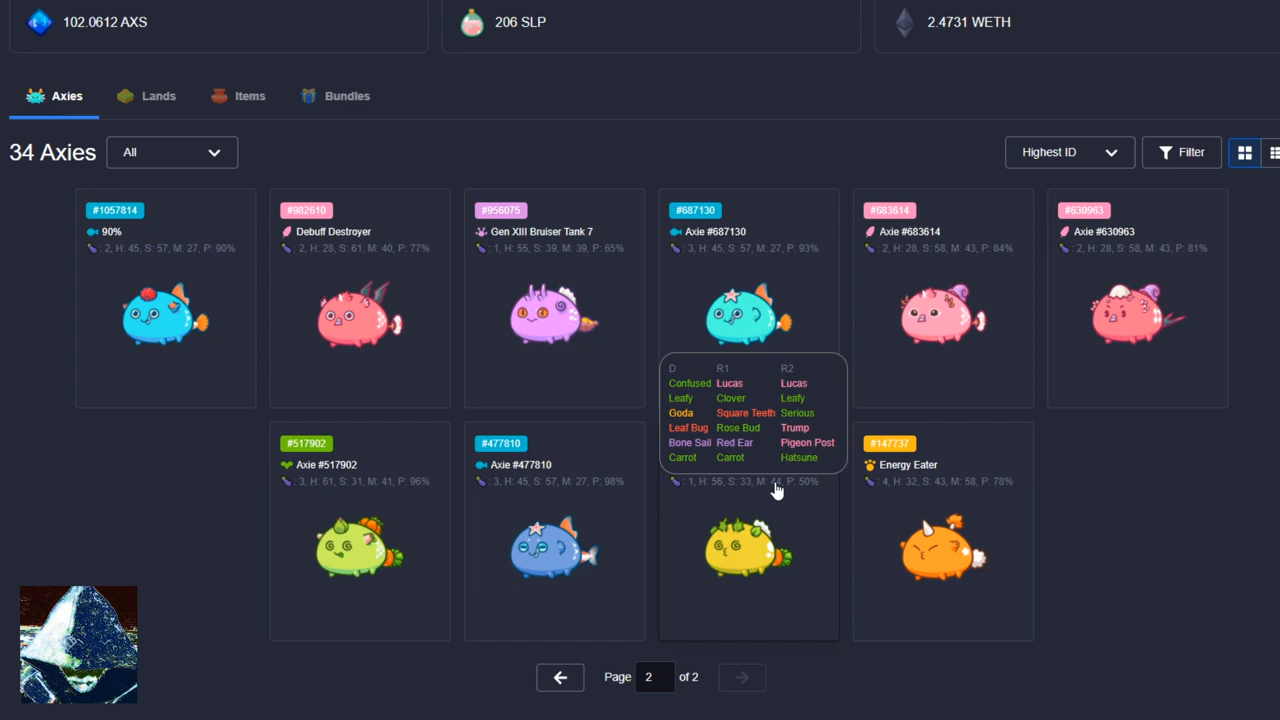 102.0612 AXS
206 SLP
2.4731 WETH
Axies
Lands
Items
Bundles
34 Axies
All
Highest ID
Filter
#1057814
90%
: 2, H: 45, S: 57, M: 27, P: 90%
#982610
Debuff Destroyer
: 2, H: 28, S: 61, M: 40, P: 77%
#956075
Gen XIII Bruiser Tank 7
: 1, H: 55, S: 39, M: 39, P: 65%
#687130
Axie #687130
: 3, H: 45, S: 57, M: 27, P: 93%
#683614
Axie #683614
: 2, H: 28, S: 58, M: 43, P: 84%
#630963
Axie #630963
: 2, H: 28, S: 58, M: 43, P: 81%
D R1 R2
Confused Lucas Lucas
Leafy Clover Leafy
Goda Square Teeth Serious
Leaf Bug Rose Bud Trump
Bone Sail Red Ear Pigeon Post
Carrot Carrot Hatsune
#517902
Axie #517902
: 3, H: 61, S: 31, M: 41, P: 96%
#477810
Axie #477810
: 3, H: 45, S: 57, M: 27, P: 98%
: 1, H: 56, S: 33, M: 44, P: 50%
#147737
Energy Eater
: 4, H: 32, S: 43, M: 58, P: 78%
Page 2 of 2